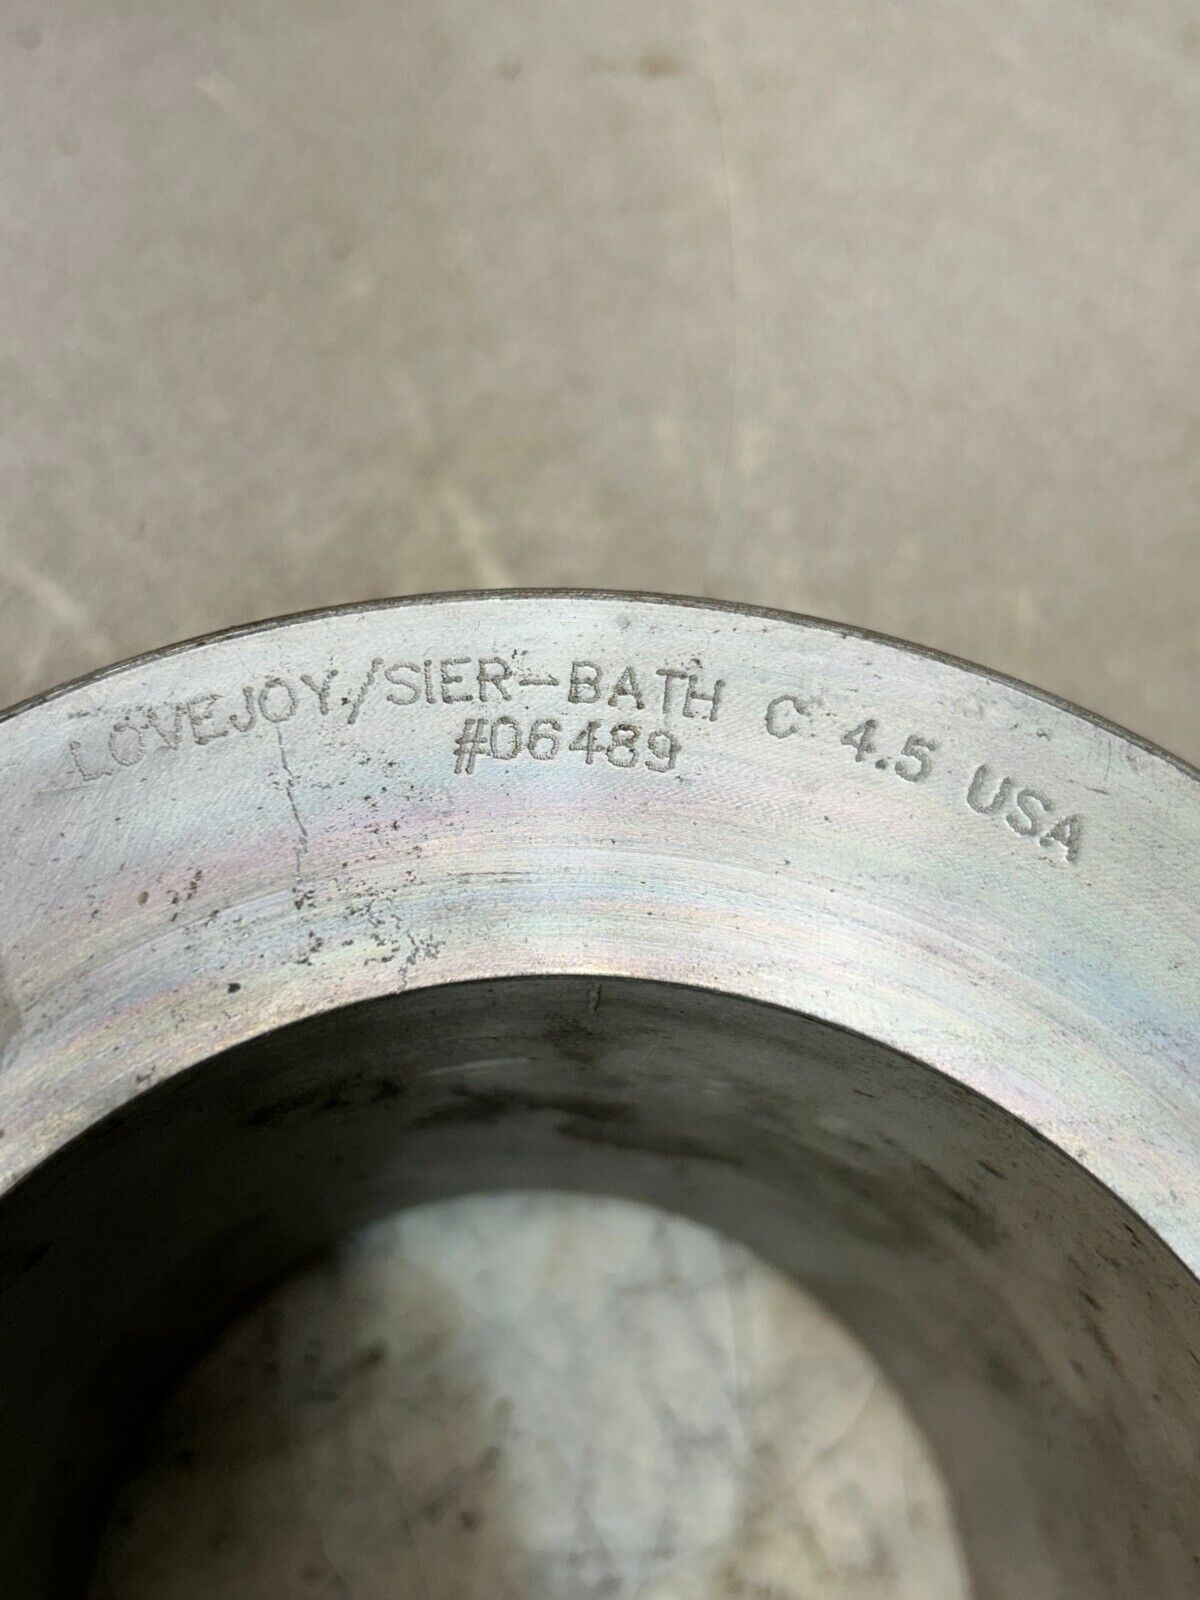 LOVEJOY/SIER-BATH C 4.5 USA
#06489